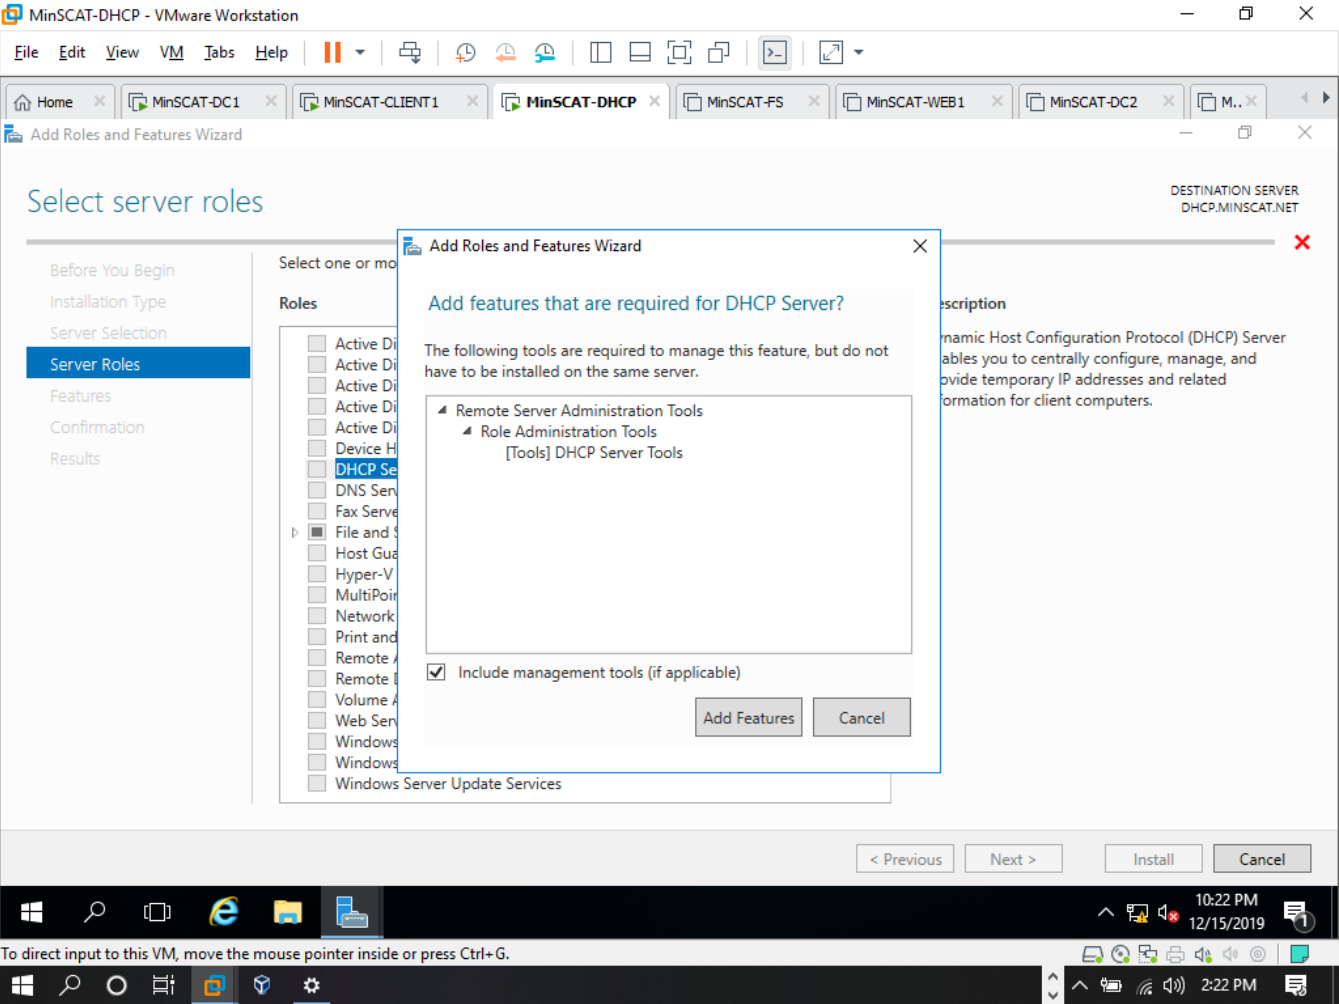 MinSCAT-DHCP - VMware Workstation
File Edit View VM Tabs Help
Home MinSCAT-DC1 MinSCAT-CLIENT1 MinSCAT-DHCP MinSCAT-FS MinSCAT-WEB1 MinSCAT-DC2 M..
Add Roles and Features Wizard
Select server roles
DESTINATION SERVER
DHCP.MINSCAT.NET
Before You Begin
Installation Type
Server Selection
Server Roles
Features
Confirmation
Results
Select one or mo
Roles
Active Di
Active Di
Active Di
Active Di
Active Di
Device H
DHCP Se
DNS Serv
Fax Serve
File and S
Host Gua
Hyper-V
MultiPoin
Network
Print and
Remote A
Remote D
Volume A
Web Serv
Windows
Windows
Windows Server Update Services
Add Roles and Features Wizard
Add features that are required for DHCP Server?
The following tools are required to manage this feature, but do not
have to be installed on the same server.
Remote Server Administration Tools
Role Administration Tools
[Tools] DHCP Server Tools
Include management tools (if applicable)
Add Features Cancel
escription
namic Host Configuration Protocol (DHCP) Server
ables you to centrally configure, manage, and
ovide temporary IP addresses and related
formation for client computers.
< Previous Next > Install Cancel
10:22 PM
12/15/2019
1
To direct input to this VM, move the mouse pointer inside or press Ctrl+G.
2:22 PM